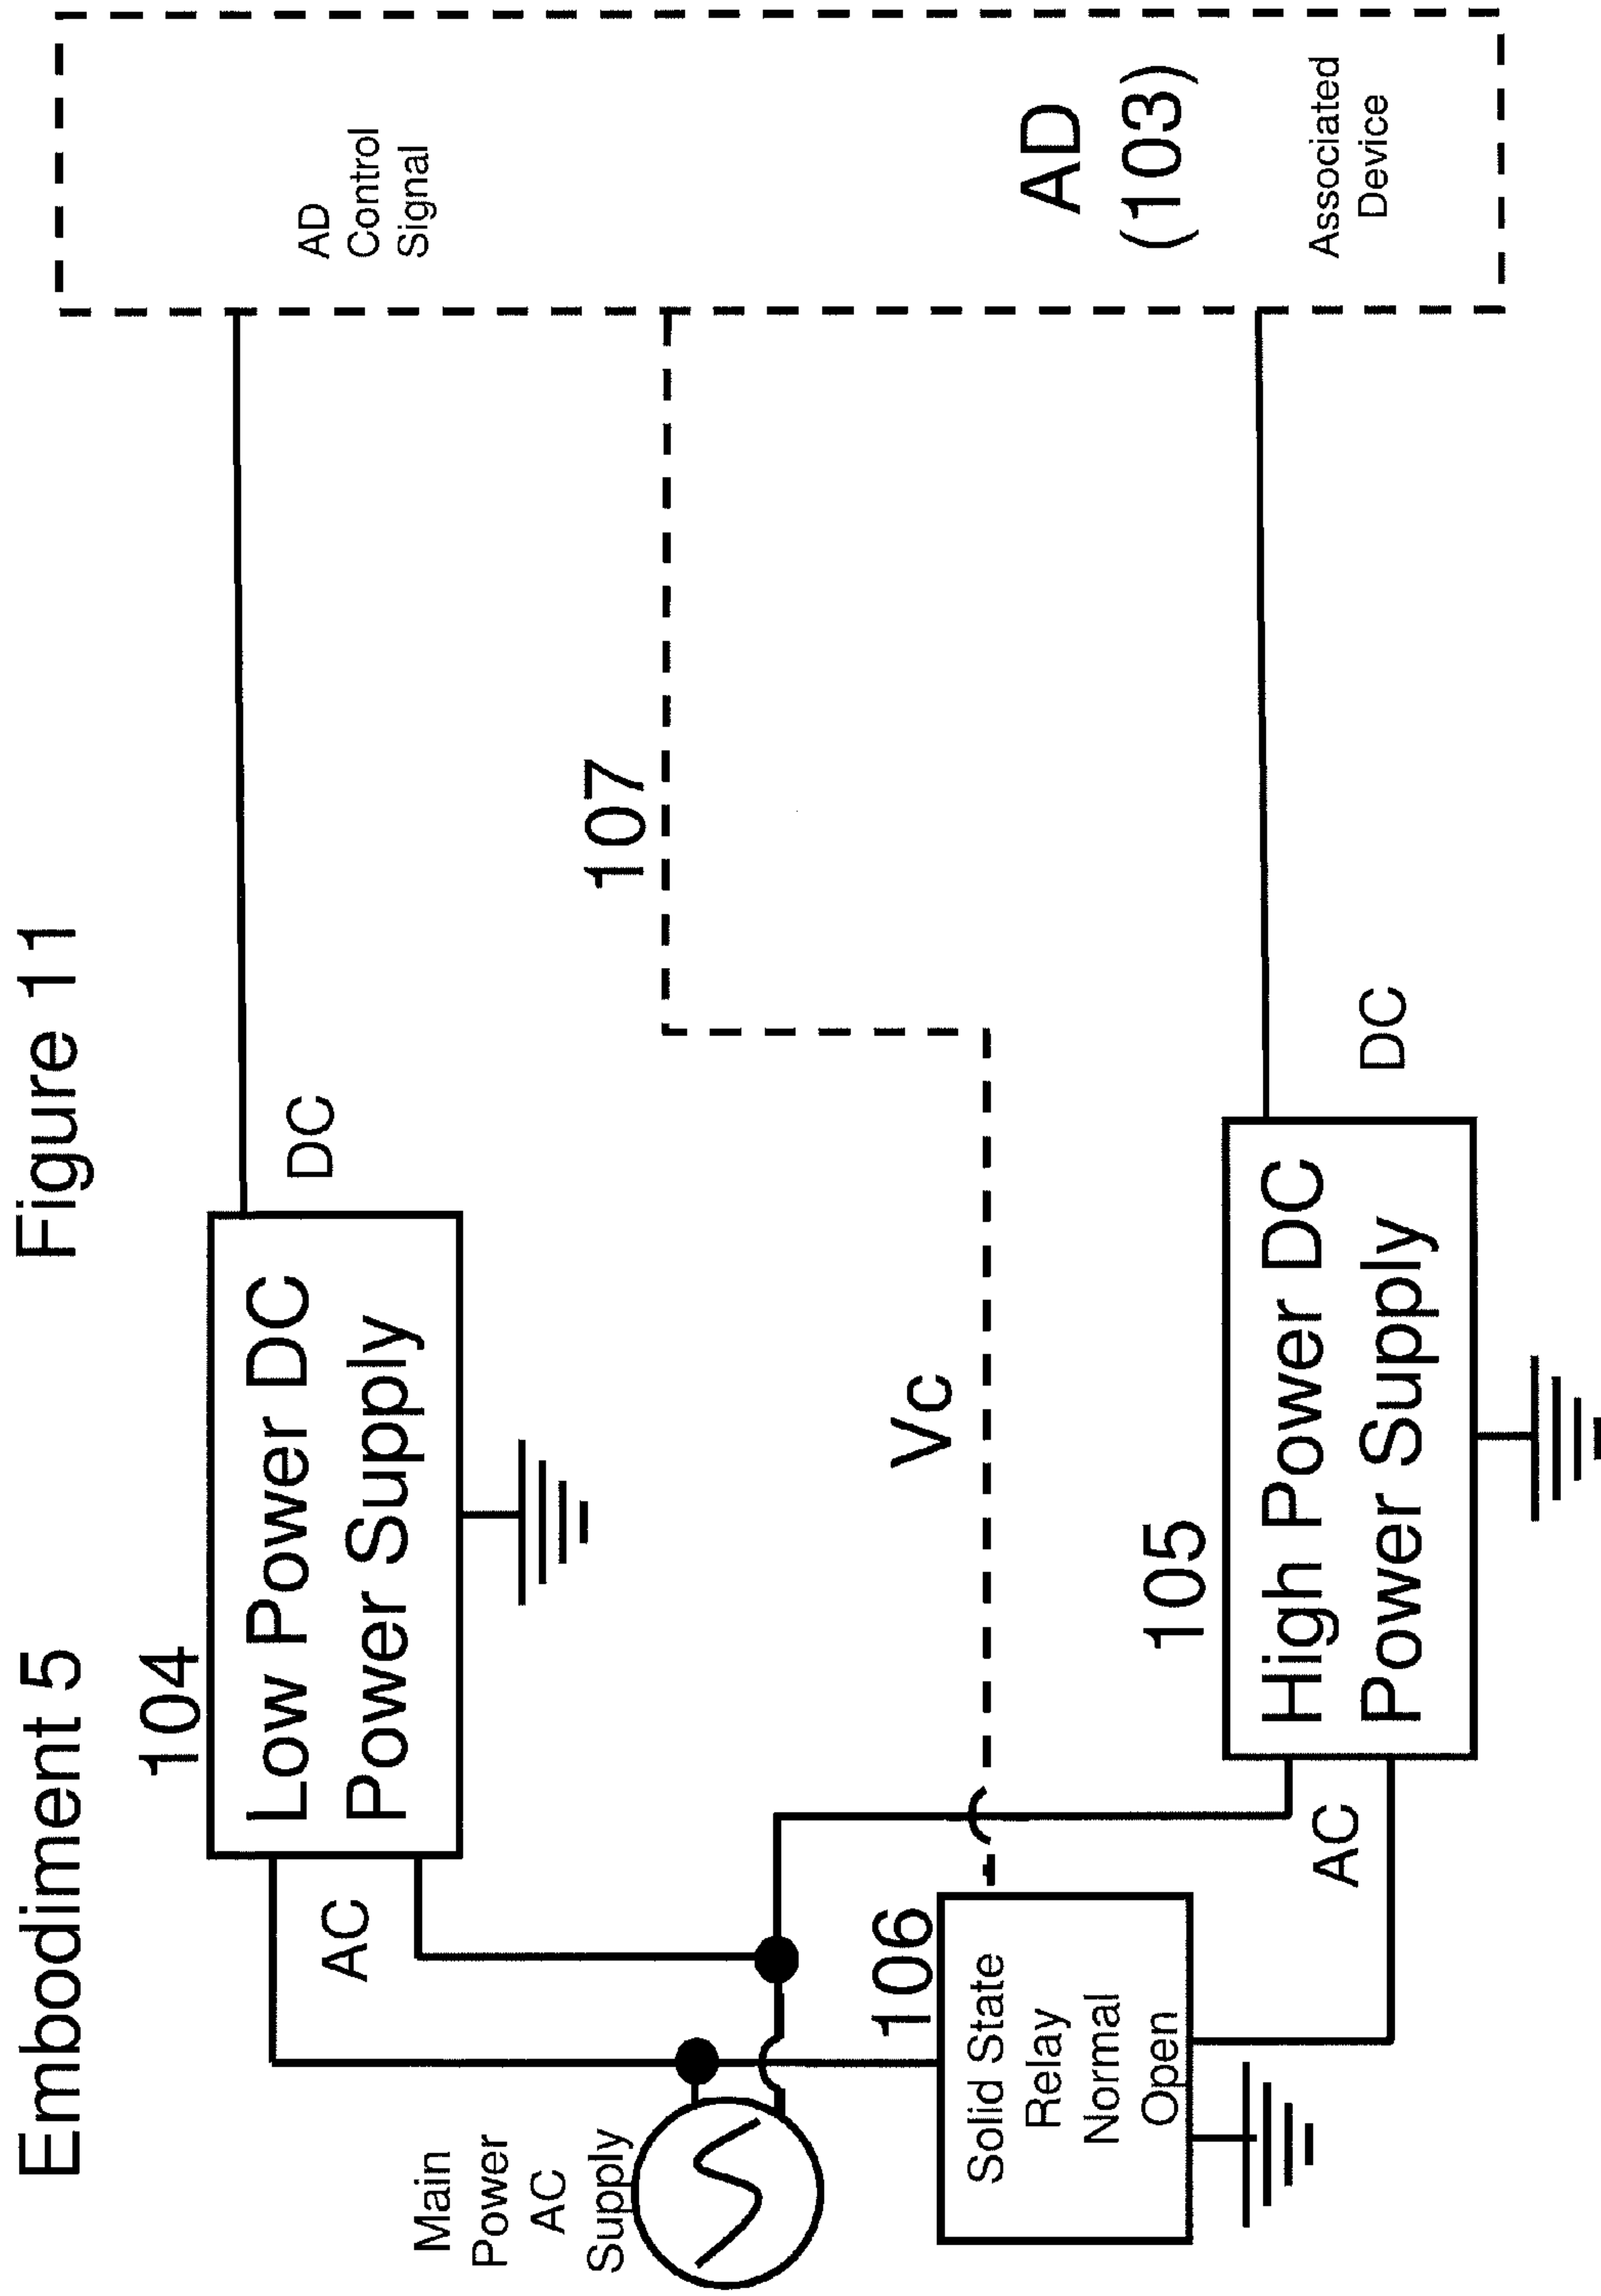 Embodiment 5
Figure 11
104
Low Power DC
Power Supply
AC
DC
AD
Control
Signal
107
Main
Power
AC
Supply
Vc
106
Solid State
Relay
Normal
Open
AD
(103)
105
High Power DC
Power Supply
AC
DC
Associated
Device